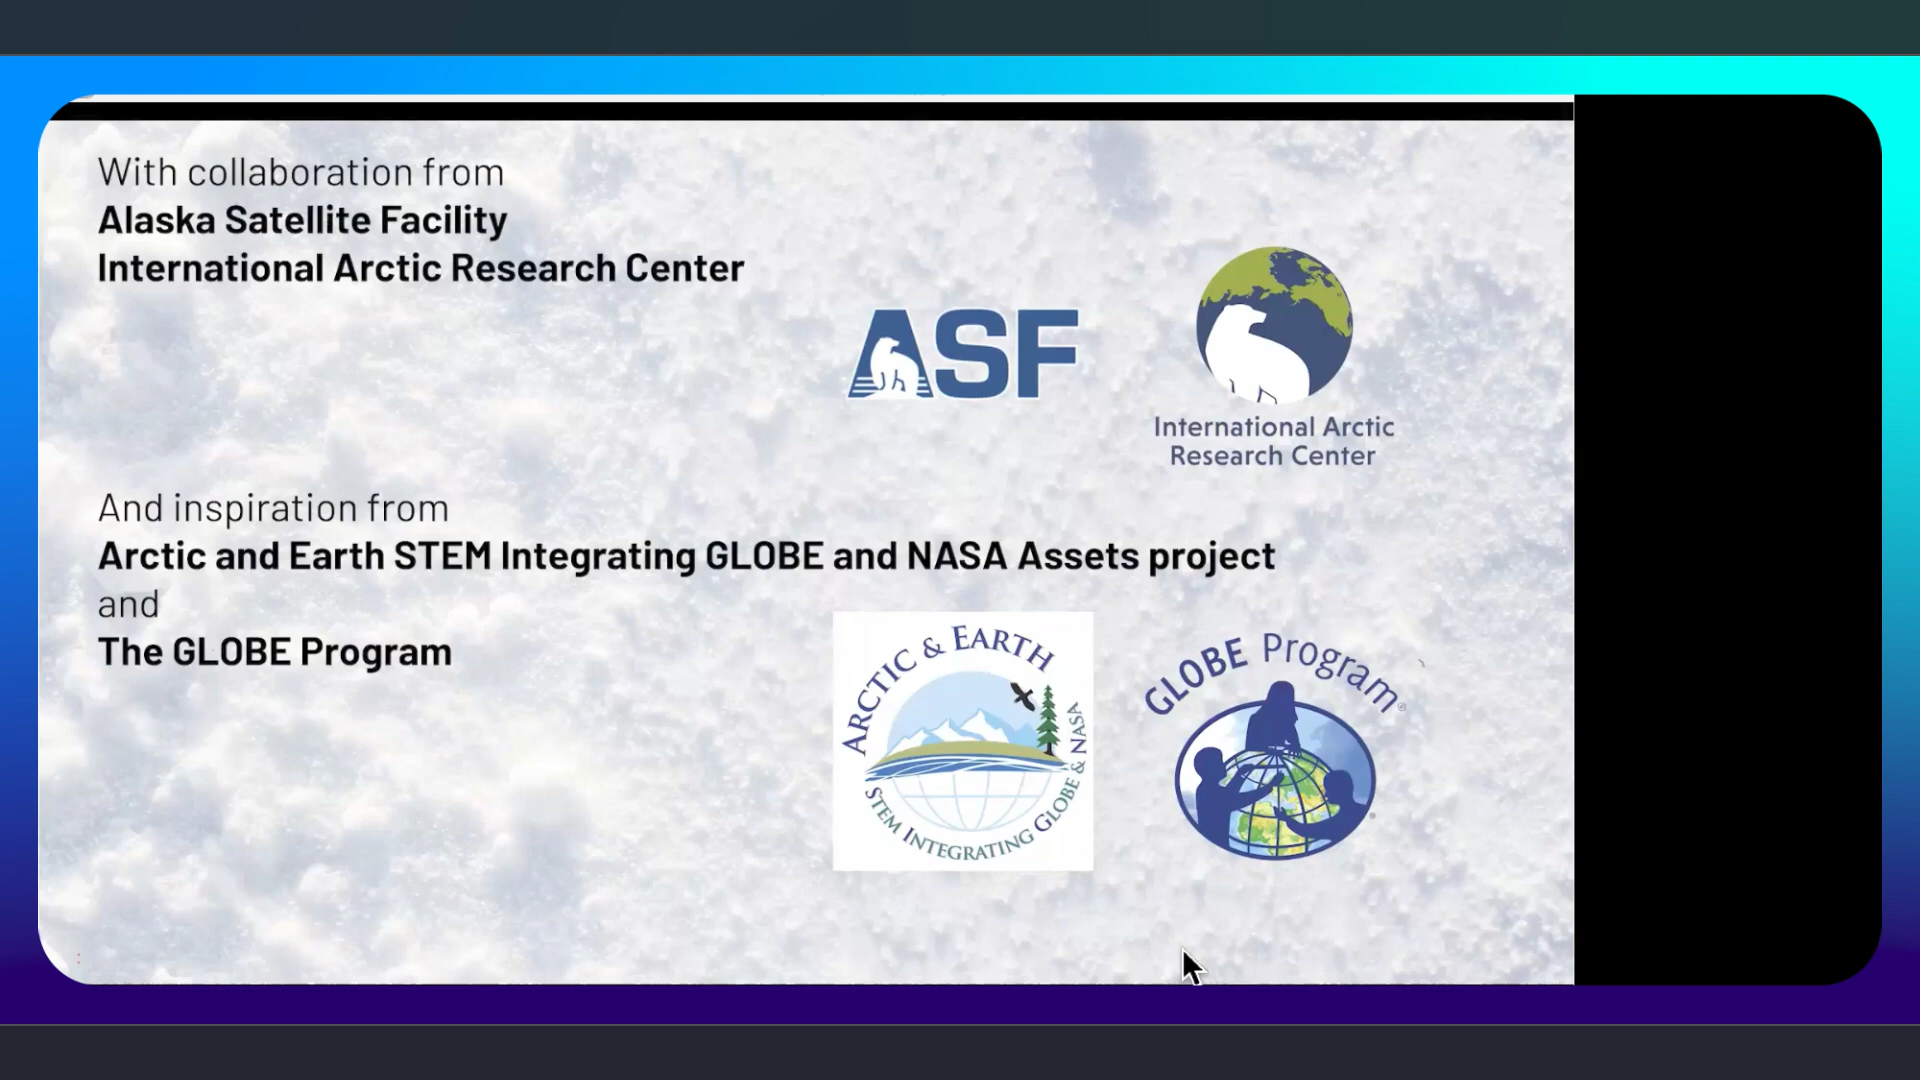 With collaboration from
Alaska Satellite Facility
International Arctic Research Center
ASF
International Arctic
Research Center
And inspiration from
Arctic and Earth STEM Integrating GLOBE and NASA Assets project
and
The GLOBE Program
ARCTIC & EARTH
STEM INTEGRATING GLOBE & NASA
GLOBE Program®